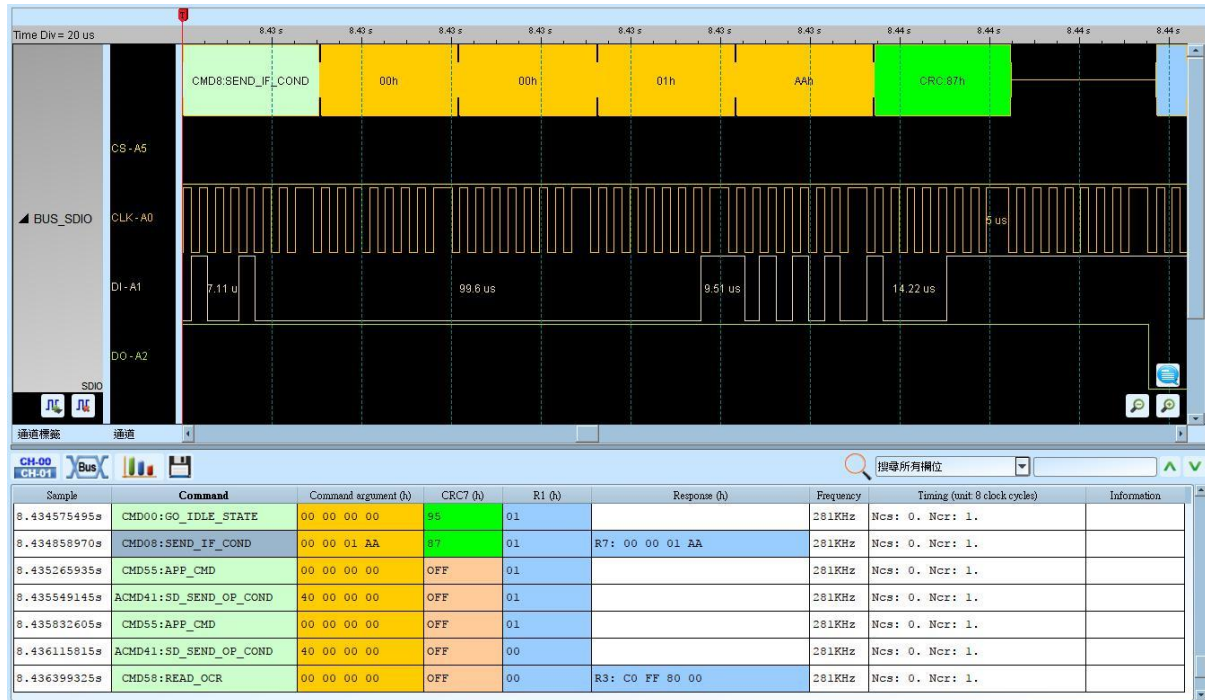 T
Time Div = 20 us
8.43 s 8.43 s 8.43 s 8.43 s 8.43 s 8.43 s 8.43 s 8.44 s 8.44 s 8.44 s 8.44 s
CMD8:SEND_IF_COND 00h 00h 01h AAh CRC:87h
CS - A5
BUS_SDIO
CLK - A0
5 us
DI - A1
7.11 u 99.6 us 9.51 us 14.22 us
DO - A2
SDIO
通道標籤 通道
CH-00
CH-01
Bus
搜尋所有欄位
Sample Command Command argument (h) CRC7 (h) R1 (h) Response (h) Frequency Timing (unit: 8 clock cycles) Information
8.434575495s CMD00:GO_IDLE_STATE 00 00 00 00 95 01 281KHz Ncs: 0. Ncr: 1.
8.434858970s CMD08:SEND_IF_COND 00 00 01 AA 87 01 R7: 00 00 01 AA 281KHz Ncs: 0. Ncr: 1.
8.435265935s CMD55:APP_CMD 00 00 00 00 OFF 01 281KHz Ncs: 0. Ncr: 1.
8.435549145s ACMD41:SD_SEND_OP_COND 40 00 00 00 OFF 01 281KHz Ncs: 0. Ncr: 1.
8.435832605s CMD55:APP_CMD 00 00 00 00 OFF 01 281KHz Ncs: 0. Ncr: 1.
8.436115815s ACMD41:SD_SEND_OP_COND 40 00 00 00 OFF 00 281KHz Ncs: 0. Ncr: 1.
8.436399325s CMD58:READ_OCR 00 00 00 00 OFF 00 R3: C0 FF 80 00 281KHz Ncs: 0. Ncr: 1.